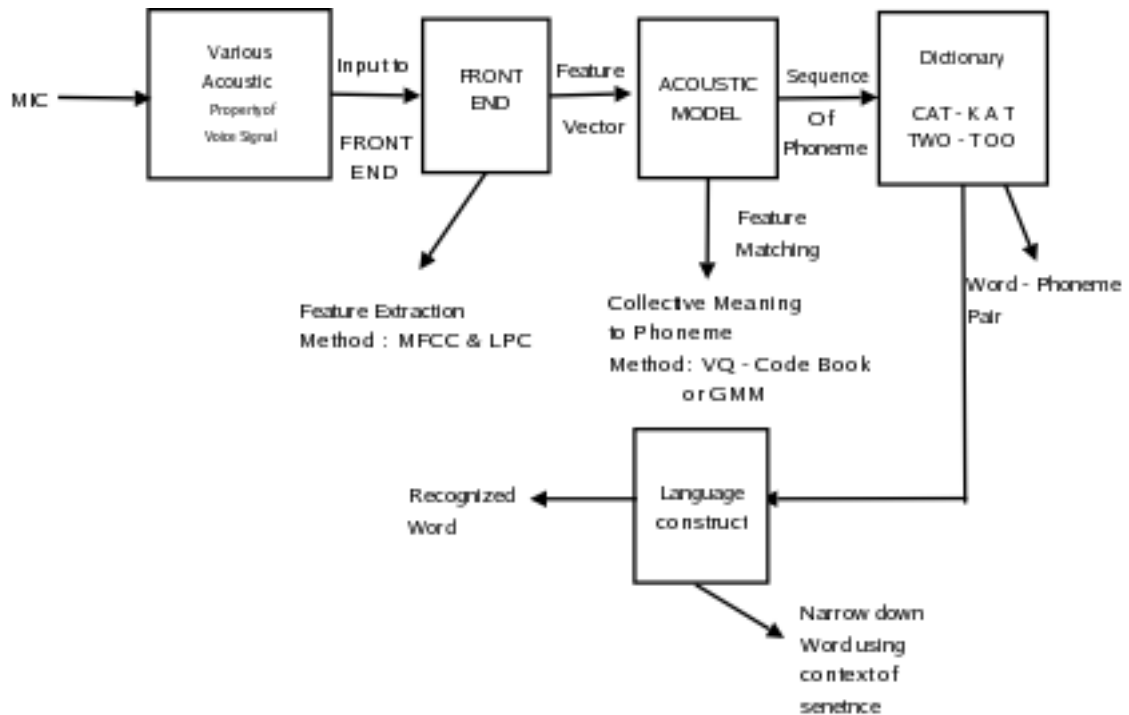 MIC
Various
Acoustic
Property of
Voice Signal
Input to
FRONT
END
FRONT
END
Feature
Vector
ACOUSTIC
MODEL
Sequence
Of
Phoneme
Dictionary
CAT - K A T
TWO - TOO
Feature Extraction
Method : MFCC & LPC
Feature
Matching
Collective Meaning
to Phoneme
Method: VQ - Code Book
or GMM
Word - Phoneme
Pair
Language
construct
Recognized
Word
Narrow down
Word using
context of
senetnce